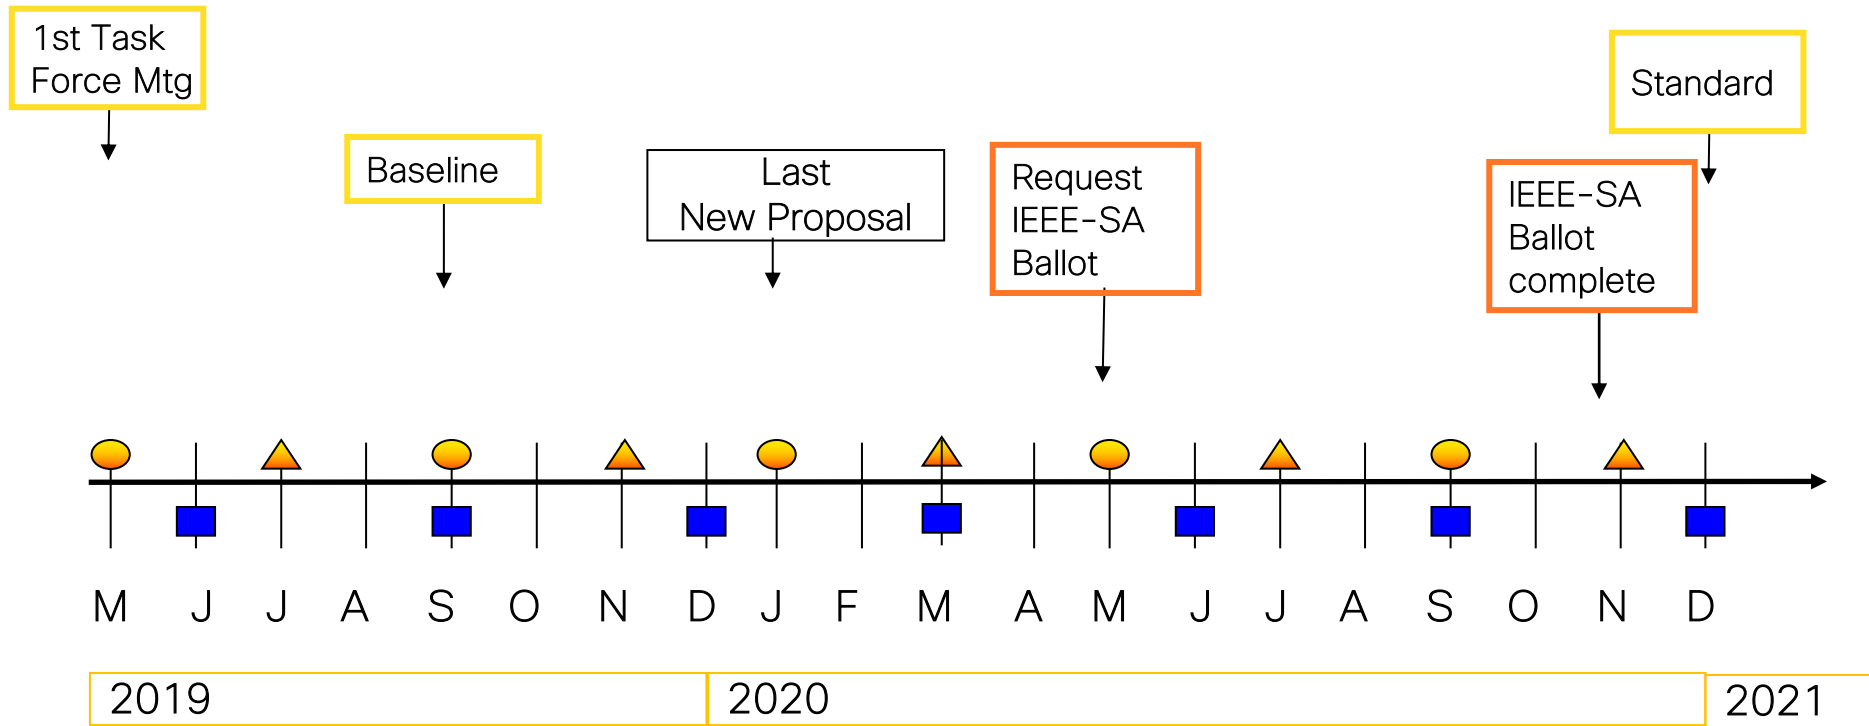 1st Task
Force Mtg
Baseline
Last
New Proposal
Request
IEEE-SA
Ballot
IEEE-SA
Ballot
complete
Standard
M J J A S O N D J F M A M J J A S O N D
2019 2020 2021